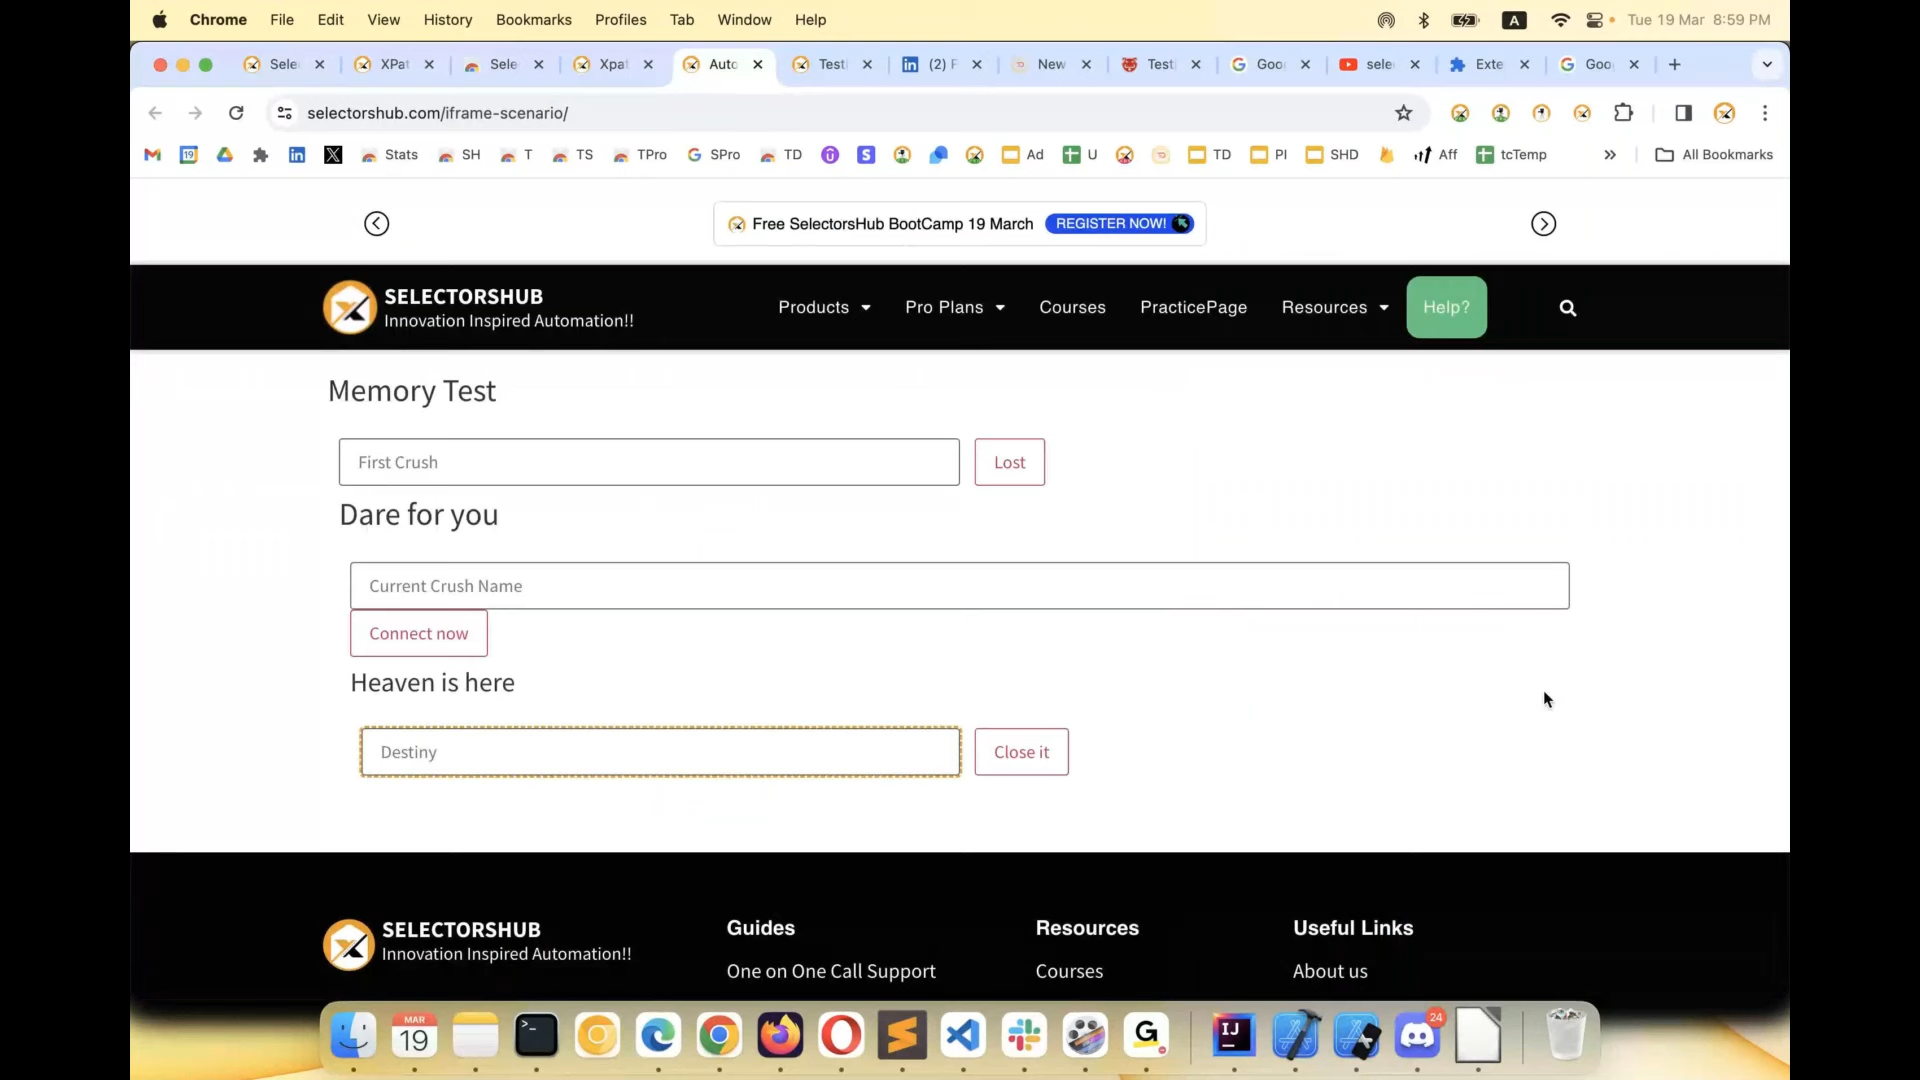 Chrome File Edit View History Bookmarks Profiles Tab Window Help A Tue 19 Mar 8:59 PM
Sele XPat Sele Xpat Auto Testi (2) F New Test Goo sele Exte Goo
selectorshub.com/iframe-scenario/
19 Stats SH T TS TPro SPro TD Ad U TD PI SHD Aff tcTemp All Bookmarks
Free SelectorsHub BootCamp 19 March REGISTER NOW!
SELECTORSHUB
Innovation Inspired Automation!!
Products Pro Plans Courses PracticePage Resources Help?
Memory Test
First Crush Lost
Dare for you
Current Crush Name
Connect now
Heaven is here
Destiny Close it
SELECTORSHUB
Innovation Inspired Automation!!
Guides Resources Useful Links
One on One Call Support Courses About us
MAR
19
IJ
24